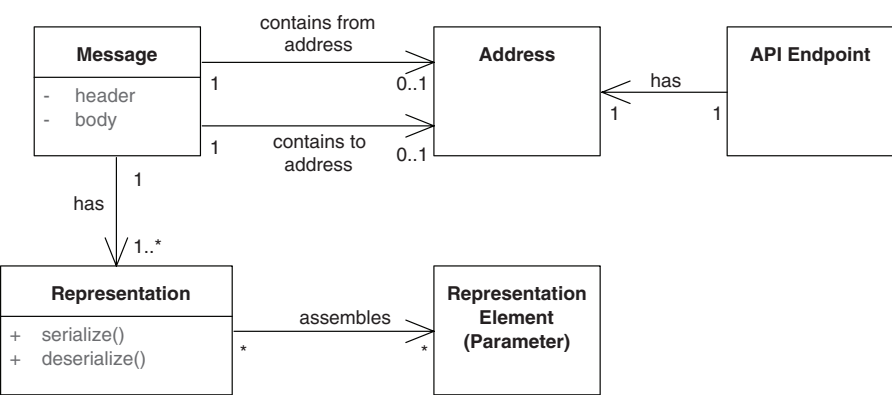 contains from
address
Message
- header
- body
1
0..1
Address
has
1
1
API Endpoint
1
contains to
address
0..1
1
has
1..*
Representation
+ serialize()
+ deserialize()
assembles
*
*
Representation
Element
(Parameter)